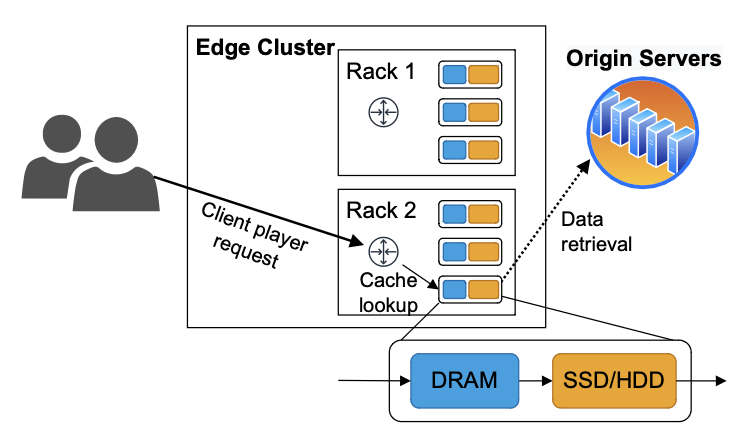 Edge Cluster
Rack 1
Origin Servers
Rack 2
Client player
request
Cache
lookup
Data
retrieval
DRAM
SSD/HDD